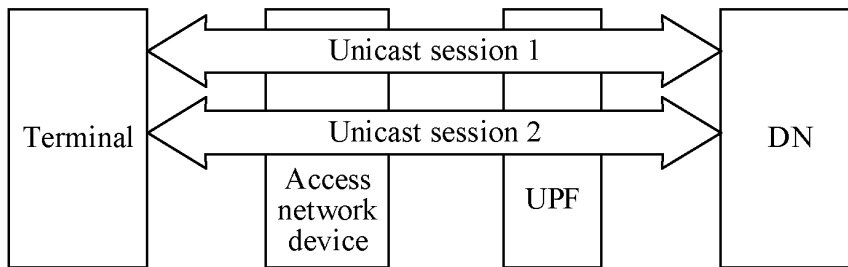 Unicast session 1
Terminal
Unicast session 2
DN
Access
network
device
UPF